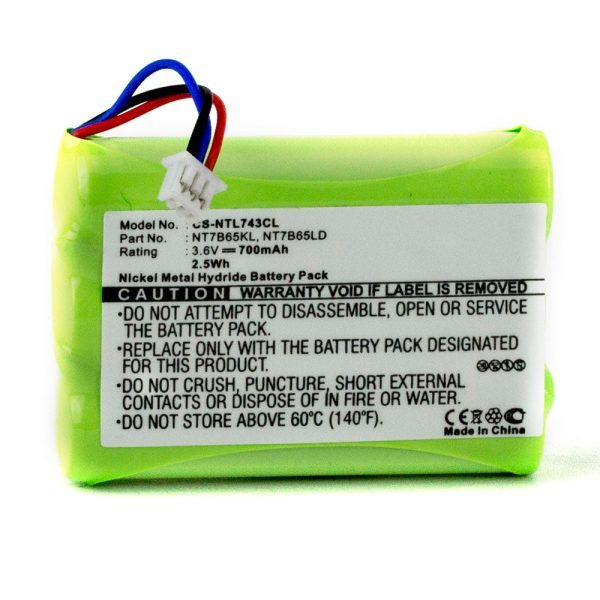 Model No. : CS-NTL743CL
Part No. : NT7B65KL, NT7B65LD
Rating : 3.6V 700mAh
2.5Wh
Nickel Metal Hydride Battery Pack
CAUTION WARRANTY VOID IF LABEL IS REMOVED
•DO NOT ATTEMPT TO DISASSEMBLE, OPEN OR SERVICE
THE BATTERY PACK.
•REPLACE ONLY WITH THE BATTERY PACK DESIGNATED
FOR THIS EQUIPMENT.
•DO NOT CRUSH, PUNCTURE, SHORT EXTERNAL
CONTACTS OR DISPOSE OF IN FIRE OR WATER.
•DO NOT STORE ABOVE 60°C (140°F).
CE
Made In China